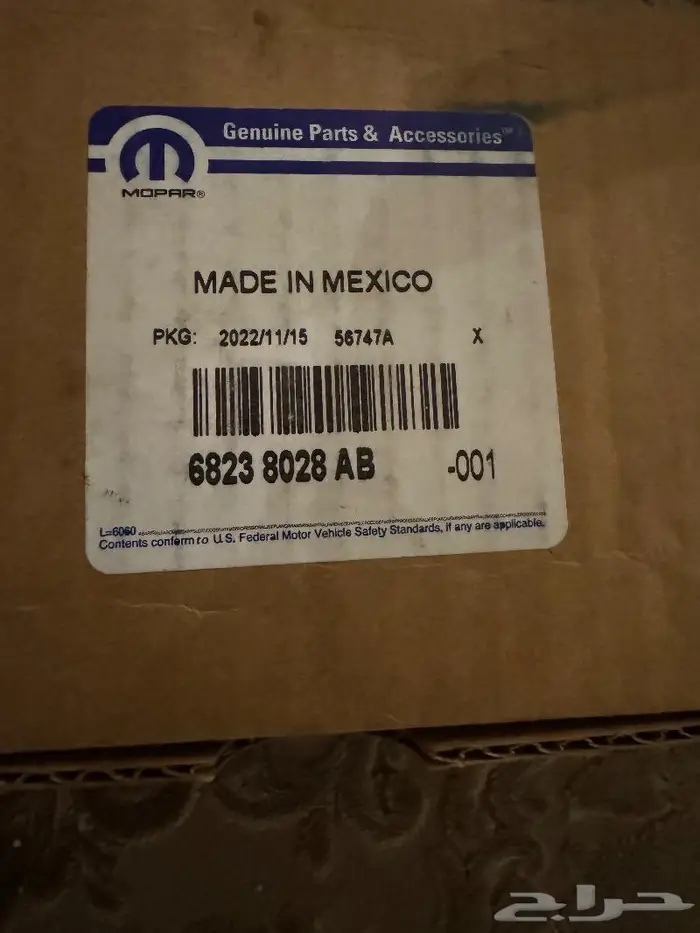 Genuine Parts & Accessories™
MOPAR®
MADE IN MEXICO
PKG: 2022/11/15 56747A X
6823 8028 AB -001
L=6060
Contents conform to U.S. Federal Motor Vehicle Safety Standards, if any are applicable.
حراج